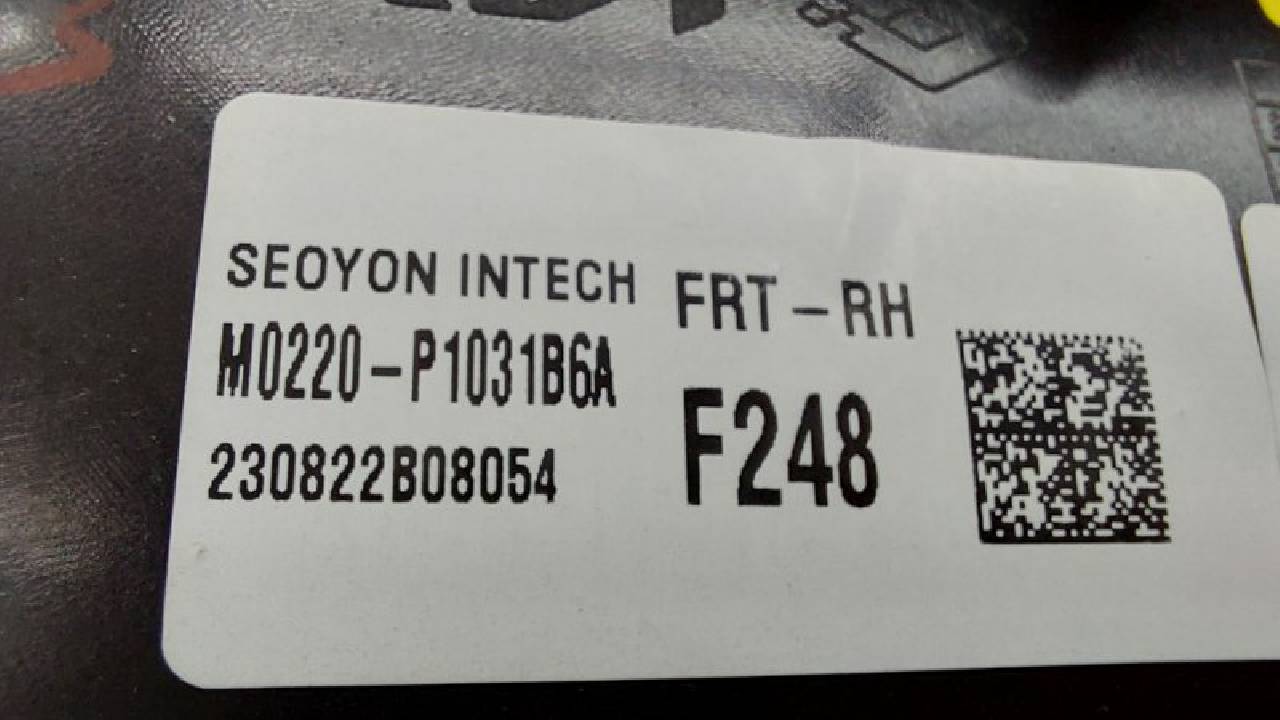 SEOYON INTECH
FRT-RH
M0220-P1031B6A
F248
230822B08054